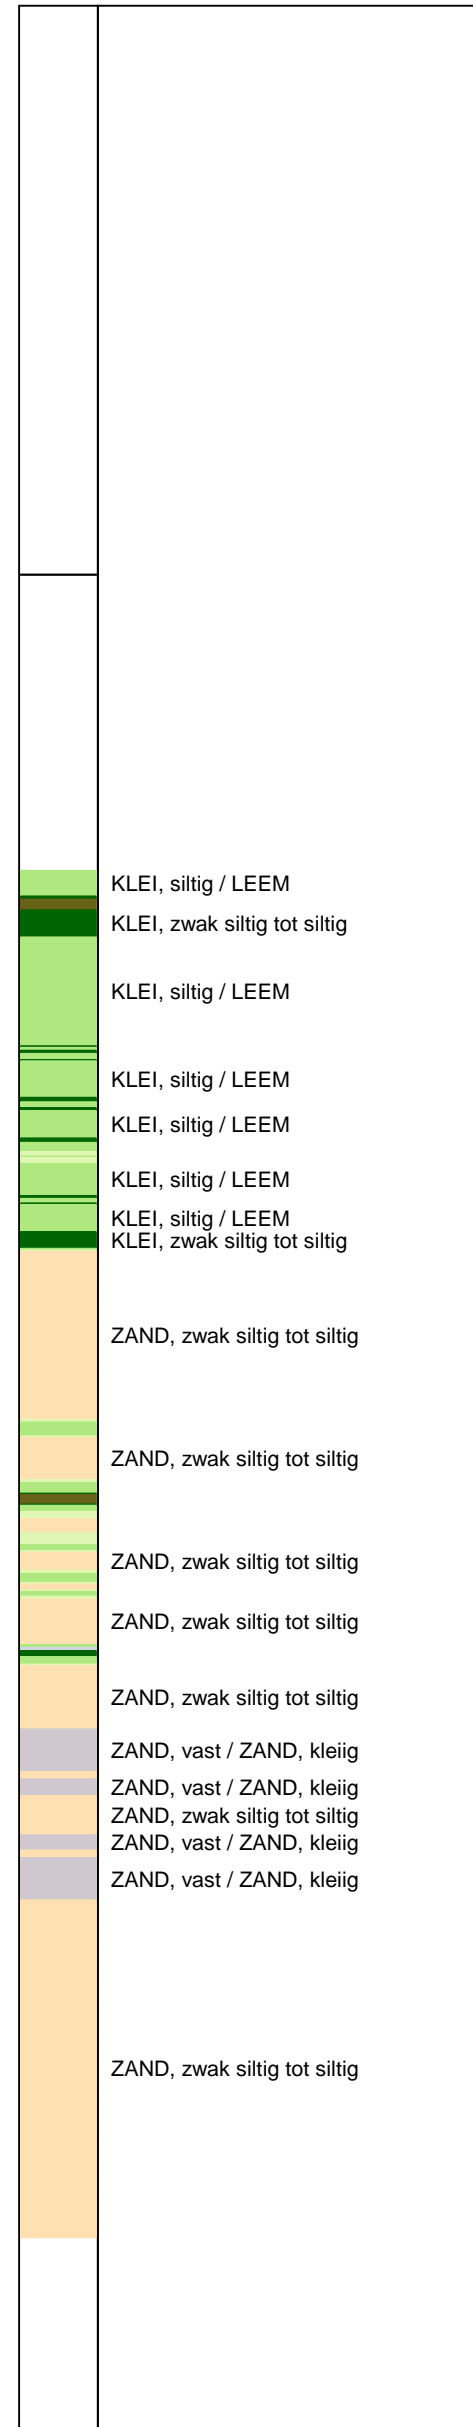 KLEI, siltig / LEEM
KLEI, zwak siltig tot siltig
KLEI, siltig / LEEM
KLEI, siltig / LEEM
KLEI, siltig / LEEM
KLEI, siltig / LEEM
KLEI, siltig / LEEM
KLEI, zwak siltig tot siltig
ZAND, zwak siltig tot siltig
ZAND, zwak siltig tot siltig
ZAND, zwak siltig tot siltig
ZAND, zwak siltig tot siltig
ZAND, zwak siltig tot siltig
ZAND, vast / ZAND, kleiig
ZAND, vast / ZAND, kleiig
ZAND, zwak siltig tot siltig
ZAND, vast / ZAND, kleiig
ZAND, vast / ZAND, kleiig
ZAND, zwak siltig tot siltig